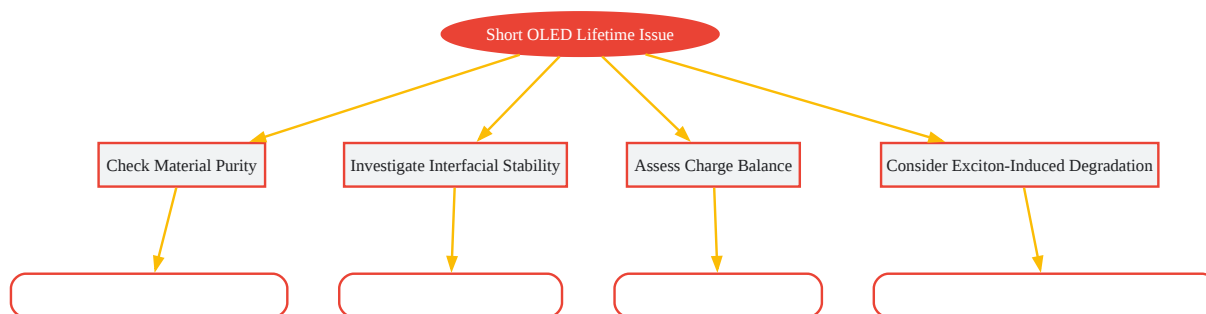 Short OLED Lifetime Issue
Check Material Purity
Investigate Interfacial Stability
Assess Charge Balance
Consider Exciton-Induced Degradation